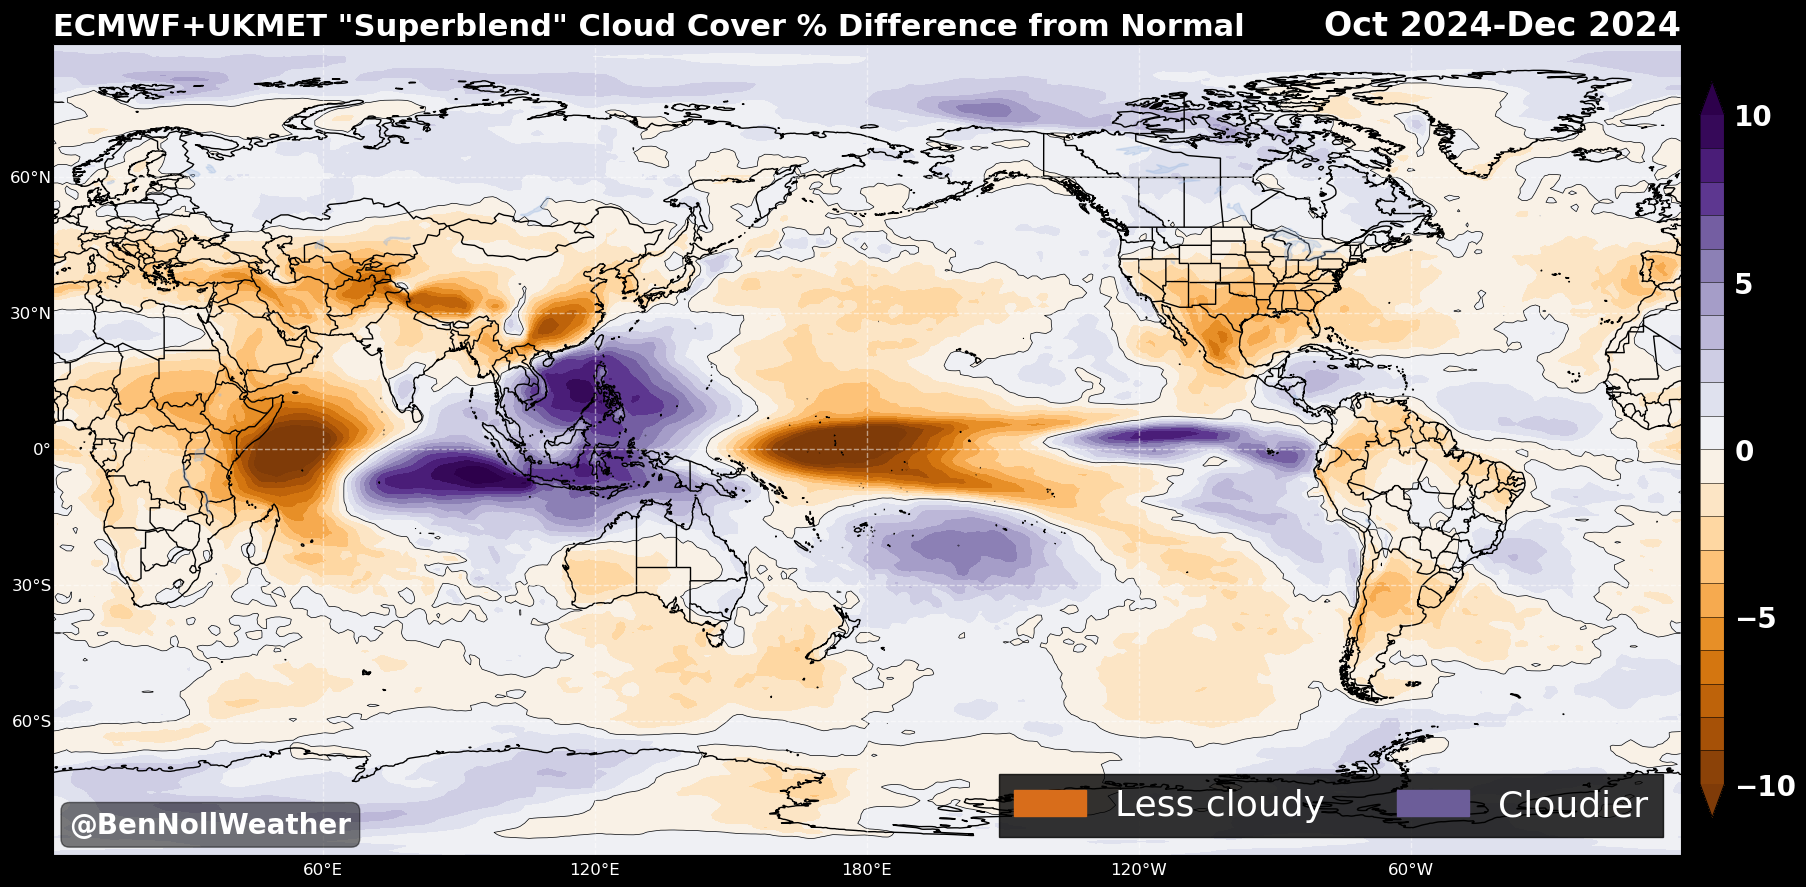 ECMWF+UKMET "Superblend" Cloud Cover % Difference from Normal
Oct 2024-Dec 2024
10
5
0
−5
−10
60°N
30°N
0°
30°S
60°S
60°E
120°E
180°E
120°W
60°W
@BenNollWeather
Less cloudy
Cloudier